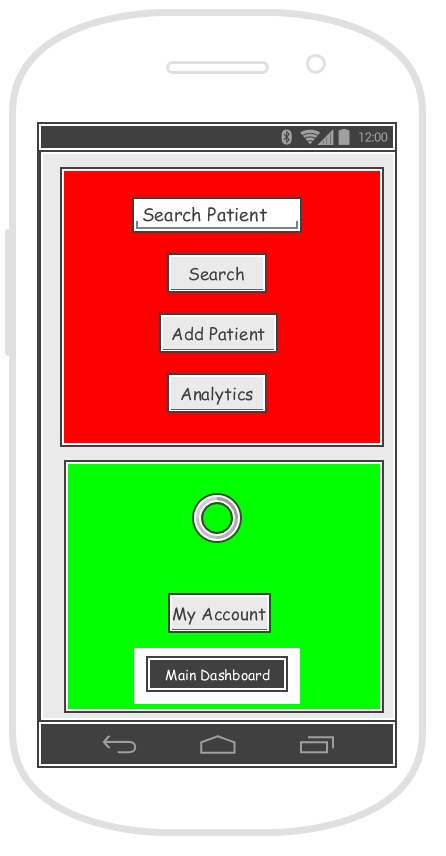 12:00
Search Patient
Search
Add Patient
Analytics
My Account
Main Dashboard